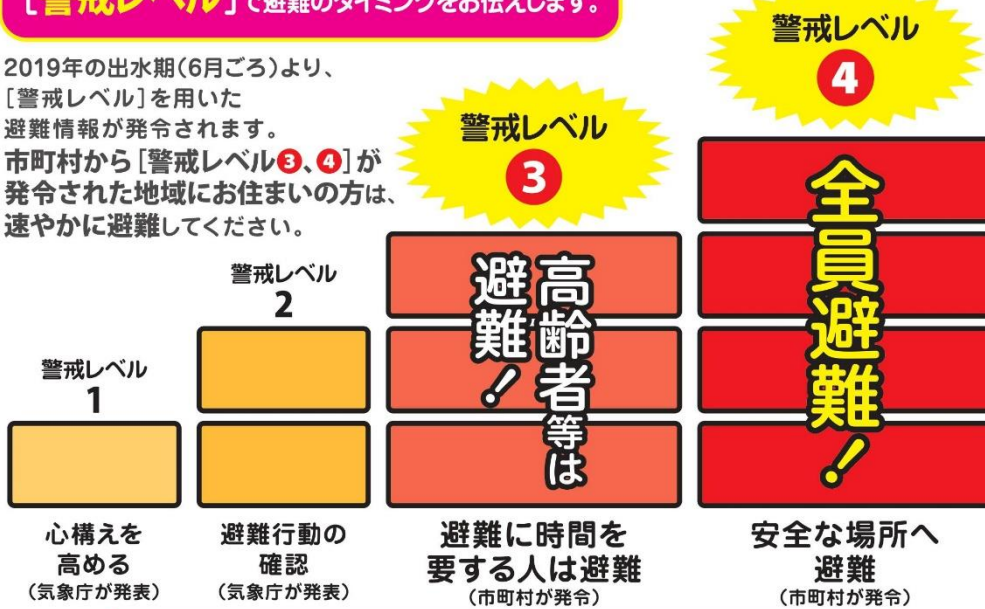 [警戒レベル]で避難のタイミングをお伝えします。
2019年の出水期(6月ごろ)より、
[警戒レベル]を用いた
避難情報が発令されます。
市町村から[警戒レベル3、4]が
発令された地域にお住まいの方は、
速やかに避難してください。
警戒レベル
1
心構えを
高める
(気象庁が発表)
警戒レベル
2
避難行動の
確認
(気象庁が発表)
警戒レベル
3
高齢者等は
避難!
避難に時間を
要する人は避難
(市町村が発令)
警戒レベル
4
全員避難!
安全な場所へ
避難
(市町村が発令)